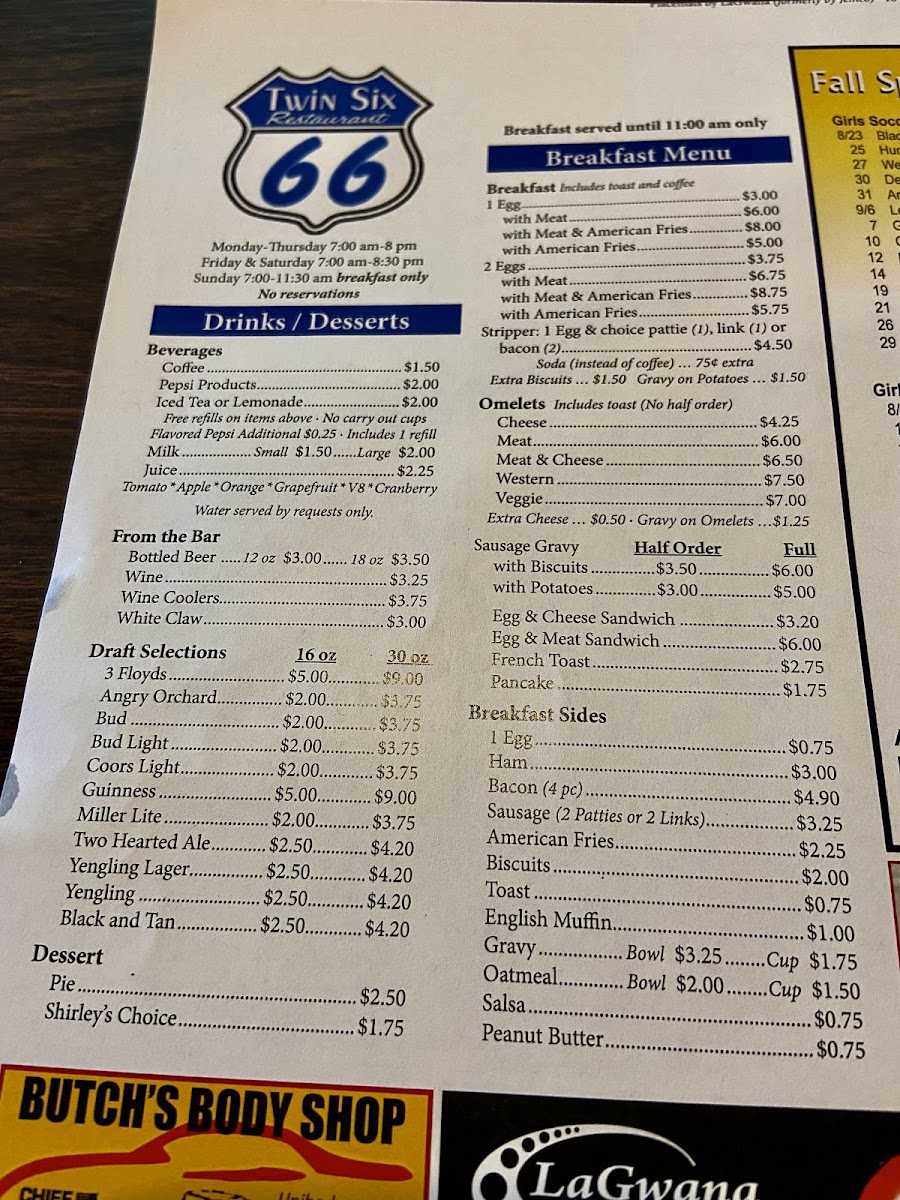 Placemats by LaGwana (formerly by Jemco)
TWIN SIX
Restaurant
66
Monday-Thursday 7:00 am-8 pm
Friday & Saturday 7:00 am-8:30 pm
Sunday 7:00-11:30 am breakfast only
No reservations
Drinks / Desserts
Beverages
Coffee $1.50
Pepsi Products $2.00
Iced Tea or Lemonade $2.00
Free refills on items above · No carry out cups
Flavored Pepsi Additional $0.25 · Includes 1 refill
Milk Small $1.50 Large $2.00
Juice $2.25
Tomato * Apple * Orange * Grapefruit * V8 * Cranberry
Water served by requests only.
From the Bar
Bottled Beer 12 oz $3.00 18 oz $3.50
Wine $3.25
Wine Coolers $3.75
White Claw $3.00
Draft Selections 16 oz 30 oz
3 Floyds $5.00 $9.00
Angry Orchard $2.00 $3.75
Bud $2.00 $3.75
Bud Light $2.00 $3.75
Coors Light $2.00 $3.75
Guinness $5.00 $9.00
Miller Lite $2.00 $3.75
Two Hearted Ale $2.50 $4.20
Yengling Lager $2.50 $4.20
Yengling $2.50 $4.20
Black and Tan $2.50 $4.20
Dessert
Pie $2.50
Shirley's Choice $1.75
Breakfast served until 11:00 am only
Breakfast Menu
Breakfast Includes toast and coffee
1 Egg $3.00
with Meat $6.00
with Meat & American Fries $8.00
with American Fries $5.00
2 Eggs $3.75
with Meat $6.75
with Meat & American Fries $8.75
with American Fries $5.75
Stripper: 1 Egg & choice pattie (1), link (1) or
bacon (2) $4.50
Soda (instead of coffee) ... 75¢ extra
Extra Biscuits ... $1.50 Gravy on Potatoes ... $1.50
Omelets Includes toast (No half order)
Cheese $4.25
Meat $6.00
Meat & Cheese $6.50
Western $7.50
Veggie $7.00
Extra Cheese ... $0.50 · Gravy on Omelets ...$1.25
Sausage Gravy Half Order Full
with Biscuits $3.50 $6.00
with Potatoes $3.00 $5.00
Egg & Cheese Sandwich $3.20
Egg & Meat Sandwich $6.00
French Toast $2.75
Pancake $1.75
Breakfast Sides
1 Egg $0.75
Ham $3.00
Bacon (4 pc) $4.90
Sausage (2 Patties or 2 Links) $3.25
American Fries $2.25
Biscuits $2.00
Toast $0.75
English Muffin $1.00
Gravy Bowl $3.25 Cup $1.75
Oatmeal Bowl $2.00 Cup $1.50
Salsa $0.75
Peanut Butter $0.75
Fall Sp
Girls Socc
8/23 Blac
25 Hur
27 We
30 De
31 Ar
9/6 L
7 G
10
12
14
19
21
26
29
Girl
8/
BUTCH'S BODY SHOP
CHIEF
United
LaGwana